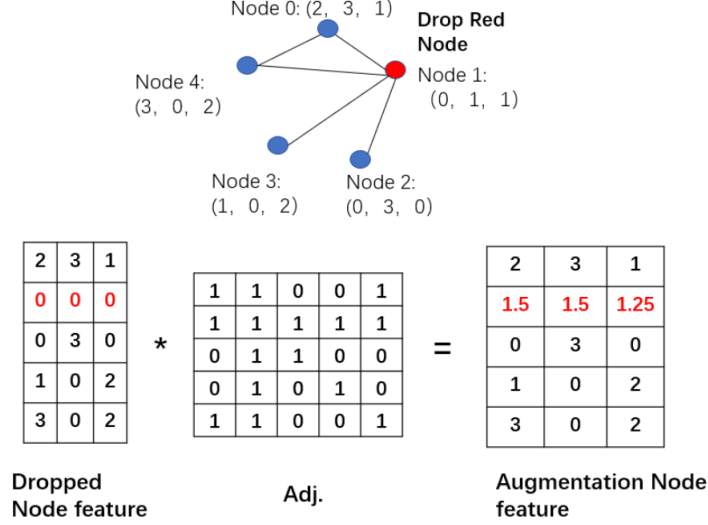 Node 0: (2, 3, 1)
Drop Red
Node
Node 1:
(0, 1, 1)
Node 4:
(3, 0, 2)
Node 3:
(1, 0, 2)
Node 2:
(0, 3, 0)
2 3 1
0 0 0
0 3 0
1 0 2
3 0 2
*
1 1 0 0 1
1 1 1 1 1
0 1 1 0 0
0 1 0 1 0
1 1 0 0 1
=
2 3 1
1.5 1.5 1.25
0 3 0
1 0 2
3 0 2
Dropped
Node feature
Adj.
Augmentation Node
feature